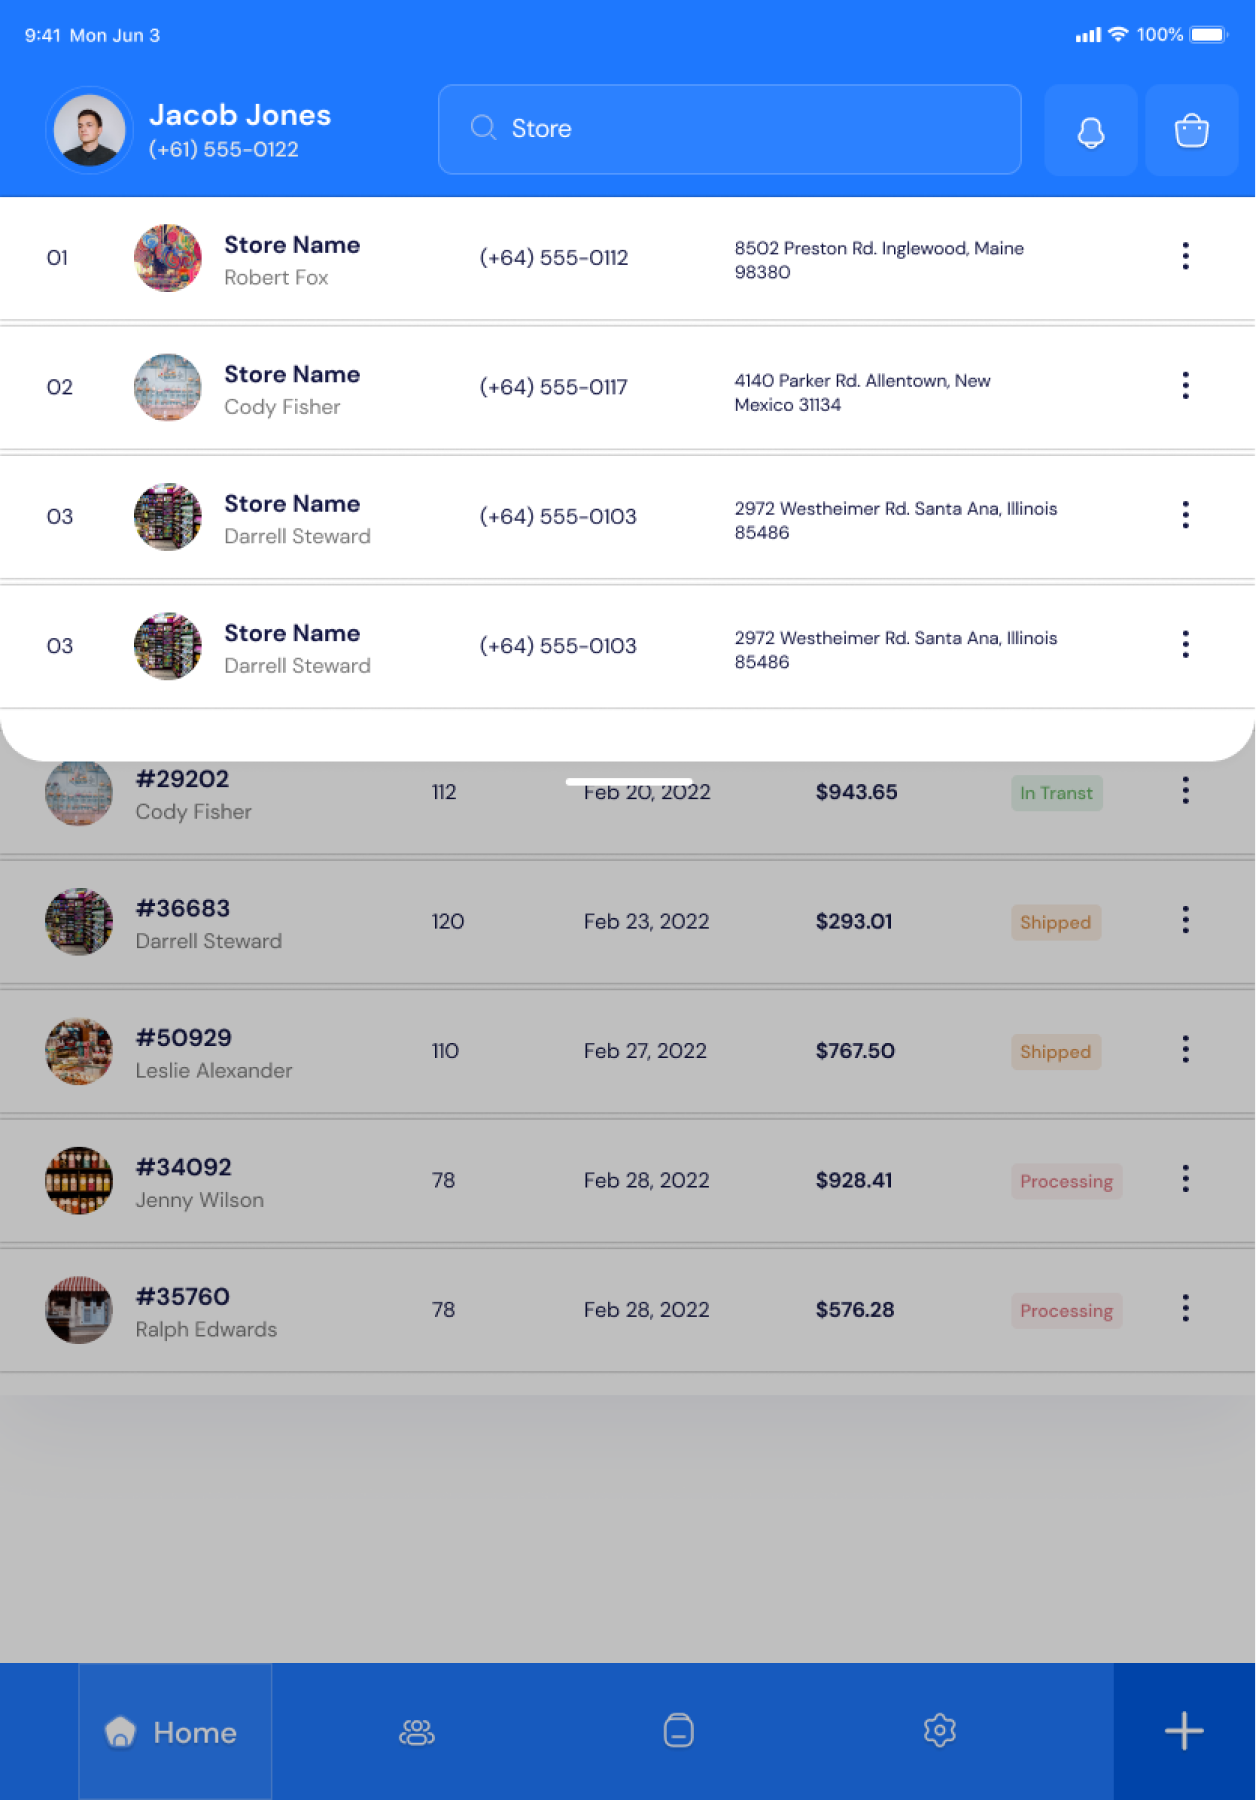 9:41 Mon Jun 3
100%
Jacob Jones
(+61) 555-0122
Store
01
Store Name
Robert Fox
(+64) 555-0112
8502 Preston Rd. Inglewood, Maine
98380
02
Store Name
Cody Fisher
(+64) 555-0117
4140 Parker Rd. Allentown, New
Mexico 31134
03
Store Name
Darrell Steward
(+64) 555-0103
2972 Westheimer Rd. Santa Ana, Illinois
85486
03
Store Name
Darrell Steward
(+64) 555-0103
2972 Westheimer Rd. Santa Ana, Illinois
85486
#29202
Cody Fisher
112
Feb 20, 2022
$943.65
In Transt
#36683
Darrell Steward
120
Feb 23, 2022
$293.01
Shipped
#50929
Leslie Alexander
110
Feb 27, 2022
$767.50
Shipped
#34092
Jenny Wilson
78
Feb 28, 2022
$928.41
Processing
#35760
Ralph Edwards
78
Feb 28, 2022
$576.28
Processing
Home